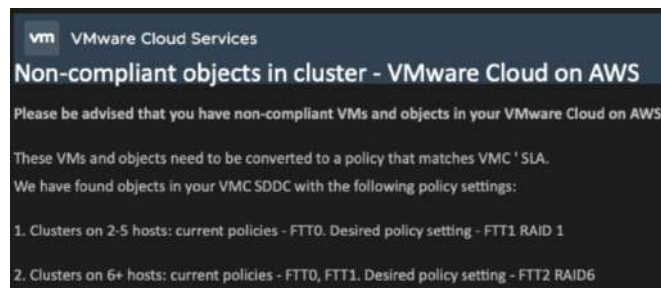 vm VMware Cloud Services
Non-compliant objects in cluster - VMware Cloud on AWS
Please be advised that you have non-compliant VMs and objects in your VMware Cloud on AWS
These VMs and objects need to be converted to a policy that matches VMC ' SLA.
We have found objects in your VMC SDDC with the following policy settings:
1. Clusters on 2-5 hosts: current policies - FTT0. Desired policy setting - FTT1 RAID 1
2. Clusters on 6+ hosts: current policies - FTT0, FTT1. Desired policy setting - FTT2 RAID6